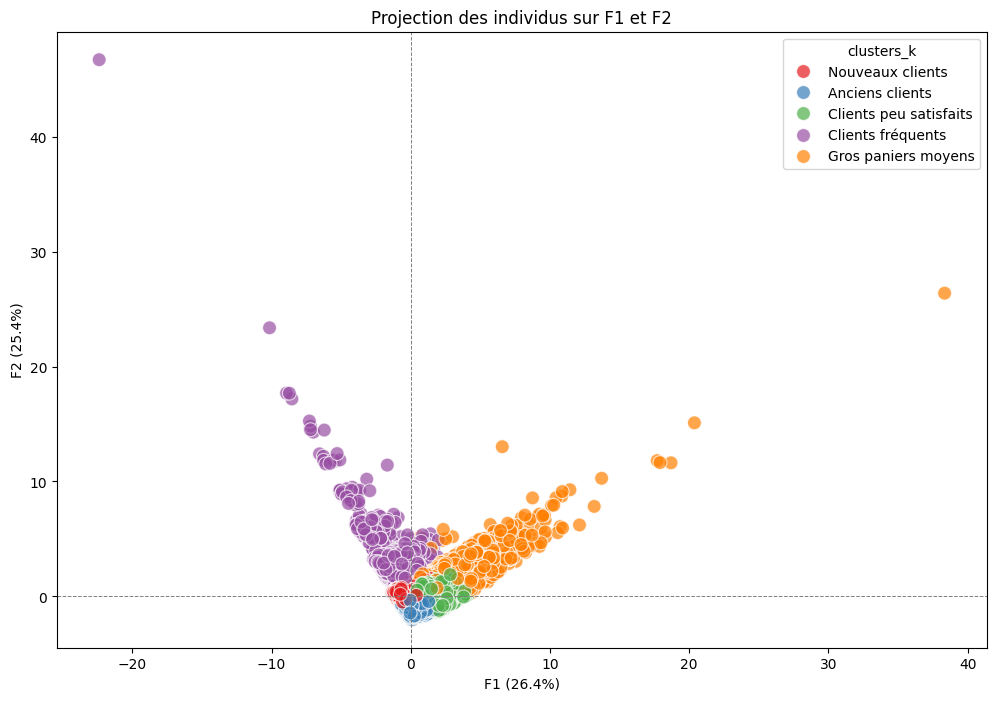 Projection des individus sur F1 et F2
clusters_k
Nouveaux clients
Anciens clients
Clients peu satisfaits
Clients fréquents
Gros paniers moyens
F2 (25.4%)
40
30
20
10
0
−20
−10
0
10
20
30
40
F1 (26.4%)